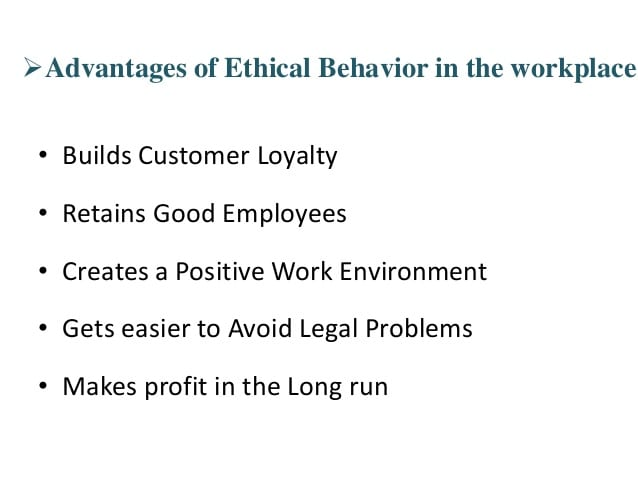 ➢Advantages of Ethical Behavior in the workplace
• Builds Customer Loyalty
• Retains Good Employees
• Creates a Positive Work Environment
• Gets easier to Avoid Legal Problems
• Makes profit in the Long run